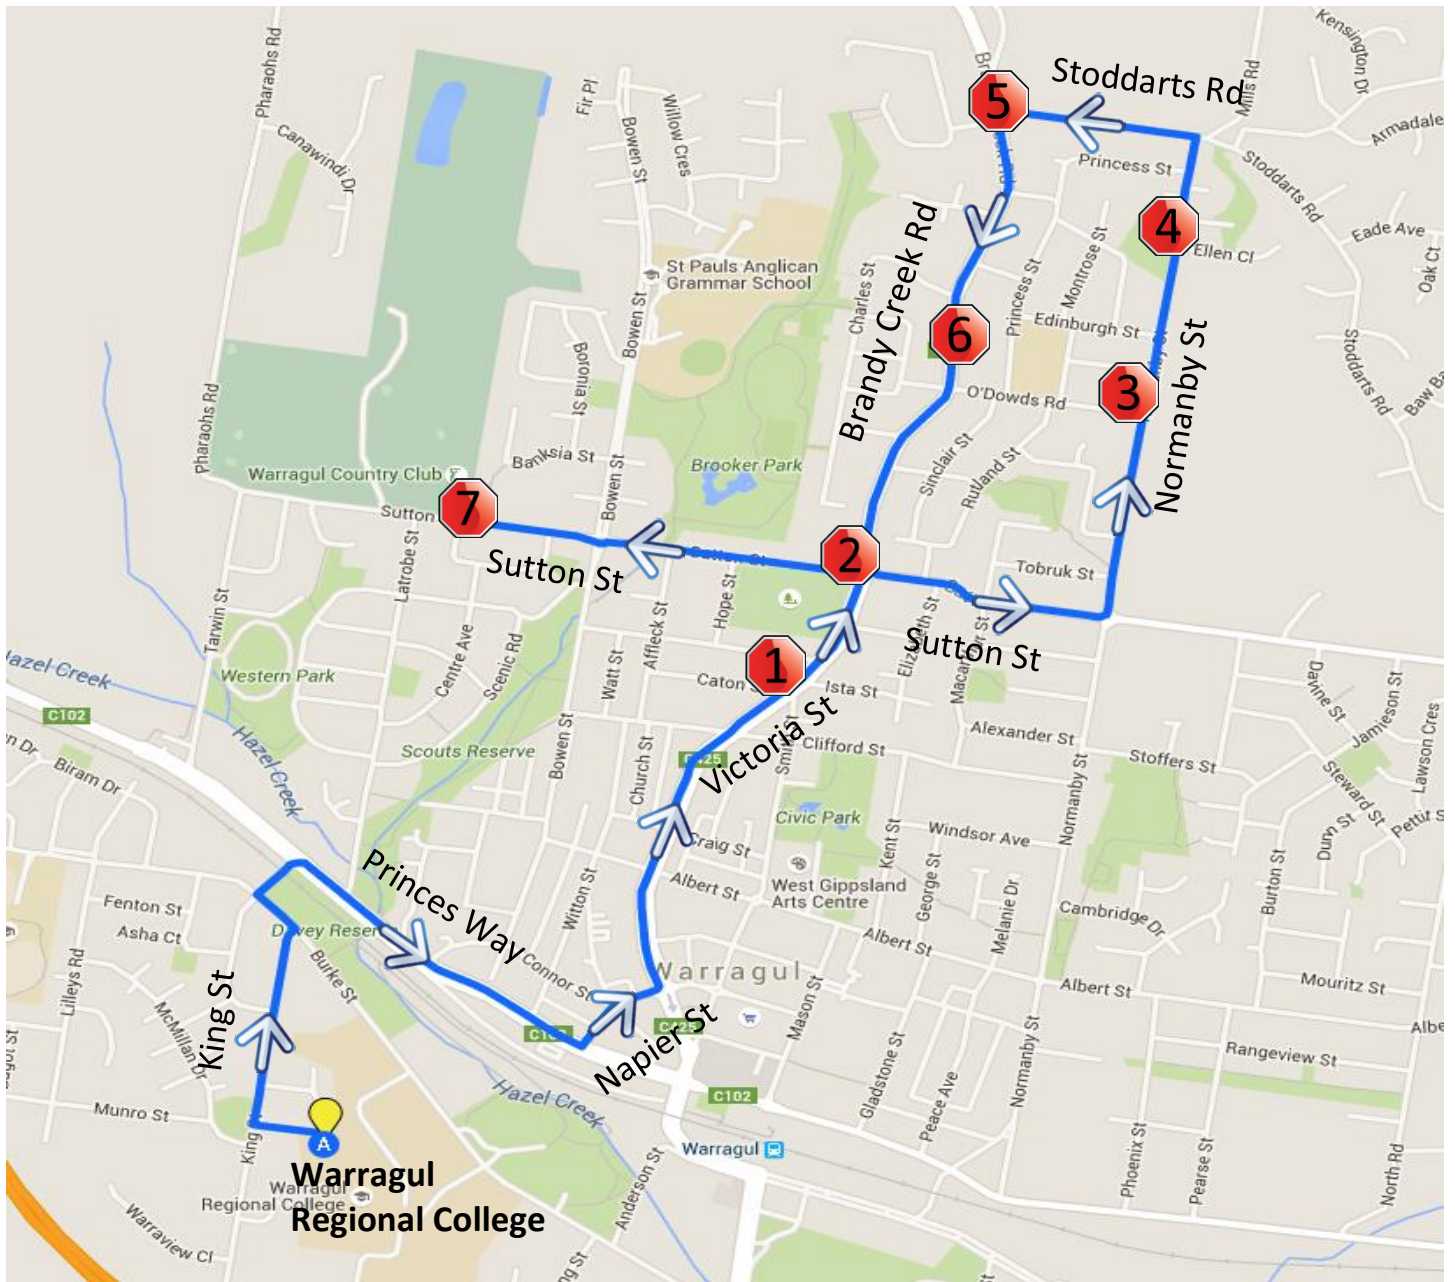 Pharaohs Rd
Canawindi Dr
Fir Pl
Bowen St
Willow Cres
5
Stoddarts Rd
Mills Rd
Kensington Dr
Armadale
Princess St
Stoddarts Rd
4
Ellen Cl
Eade Ave
Oak Ct
St Pauls Anglican
Grammar School
Brandy Creek Rd
Charles St
Princess St
Montrose St
Edinburgh St
6
Bowen St
Boronia St
Normanby St
Stoddarts Rd
3
O'Dowds Rd
Pharaohs Rd
Banksia St
Warragul Country Club
Bowen St
Brooker Park
Sinclair St
Rutland St
7
Sutton
Sutton St
Sutton St
2
Tobruk St
Latrobe St
Tarwin St
Hope St
Affleck St
Elizabeth St
Sutton St
1
Caton
Ista St
Watt St
Centre Ave
Scenic Rd
Western Park
Hazel Creek
C102
Hazel Creek
Biram Dr
Scouts Reserve
Bowen St
Church St
C425
Victoria St
Clifford St
Alexander St
Stoffers St
Davine St
Jamieson St
Lawson Cres
Steward St
Dunn St
Normanby St
Civic Park
Craig St
Windsor Ave
Kent St
George St
Albert St
West Gippsland
Arts Centre
Melanie Dr
Cambridge Dr
Burton St
Princes Way
Witton St
Albert St
Fenton St
Asha Ct
Lilleys Rd
King St
Burke St
Connor St
Warragul
Mason St
Albert St
Mouritz St
McMillan Dr
Napier St
C425
Gladstone St
Peace Ave
Normanby St
Rangeview St
Hazel Creek
C102
Munro St
A
Warragul
Phoenix St
Pearse St
North Rd
Anderson St
Warragul
Regional College
Warragul
Regional College
Warraview Cl